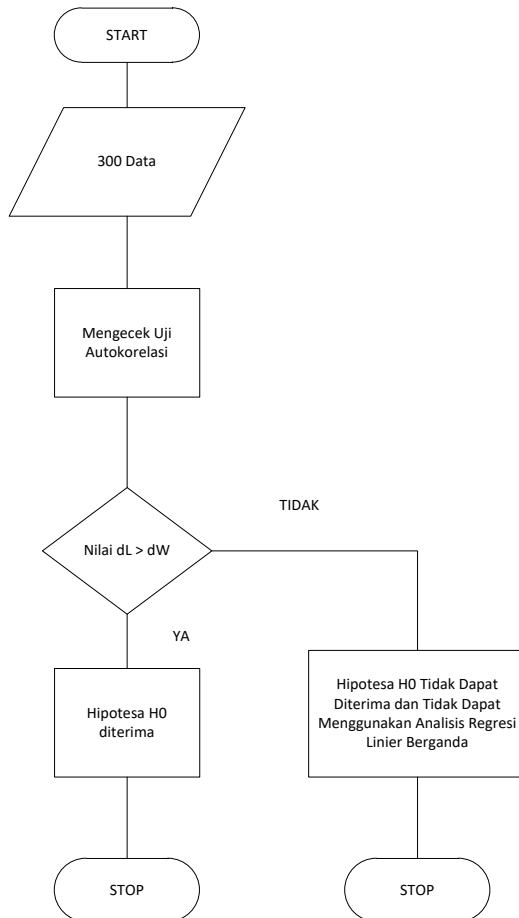 START
300 Data
Mengecek Uji
Autokorelasi
Nilai dL > dW
TIDAK
YA
Hipotesa H0
diterima
Hipotesa H0 Tidak Dapat
Diterima dan Tidak Dapat
Menggunakan Analisis Regresi
Linier Berganda
STOP
STOP